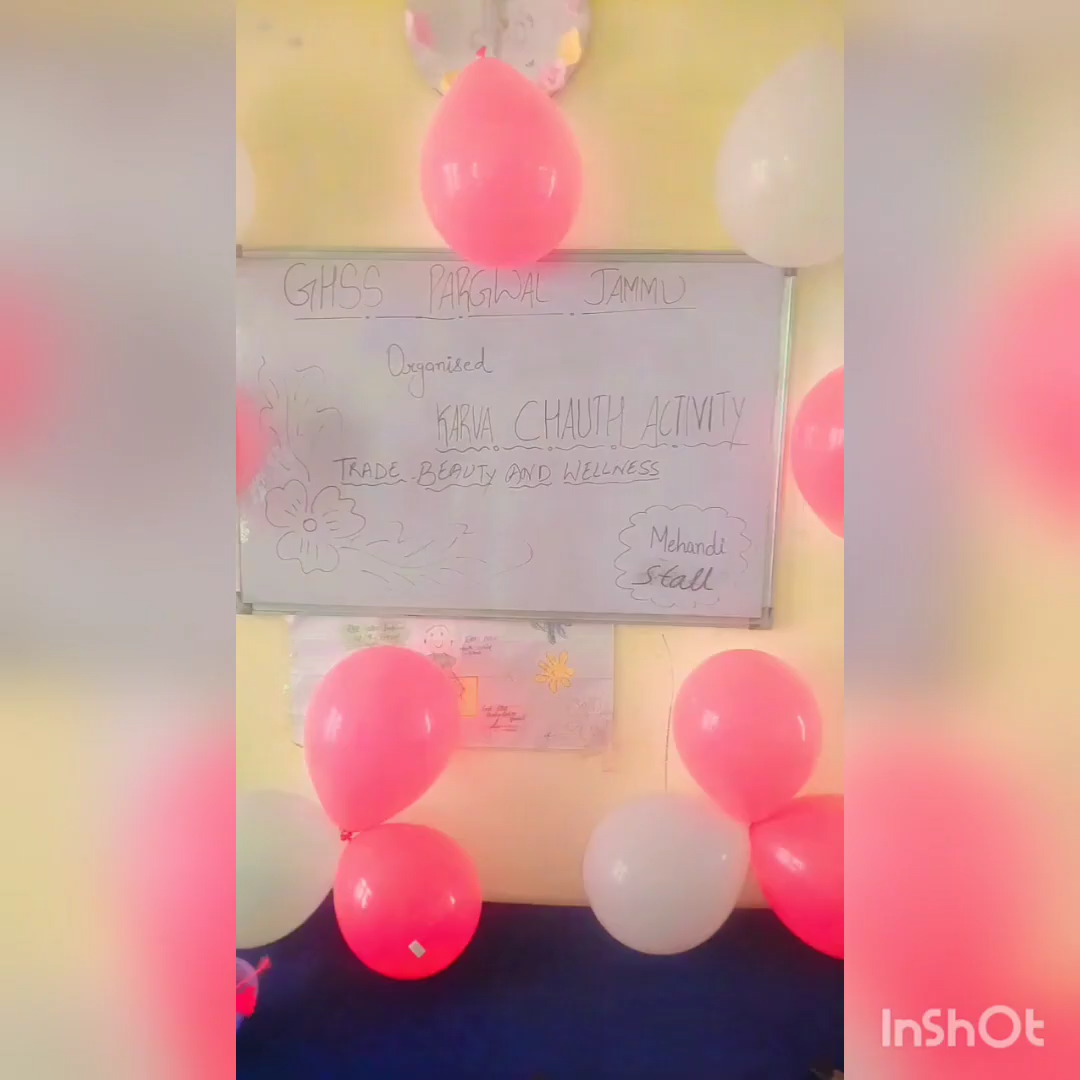 GHSS PARGWAL JAMMU
Organised
KARVA CHAUTH ACTIVITY
TRADE BEAUTY AND WELLNESS
Mehandi
Stall
InShOt